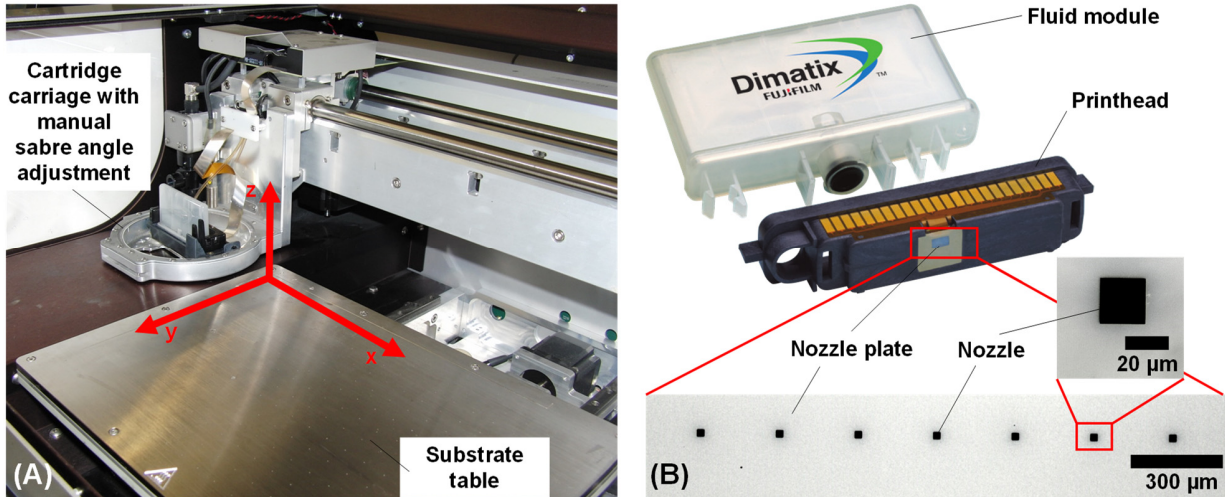 Cartridge
carriage with
manual
sabre angle
adjustment
z
y
x
Substrate
table
(A)
Fluid module
Dimatix
TM
FUJIFILM
Printhead
20 µm
Nozzle plate
Nozzle
(B)
300 µm